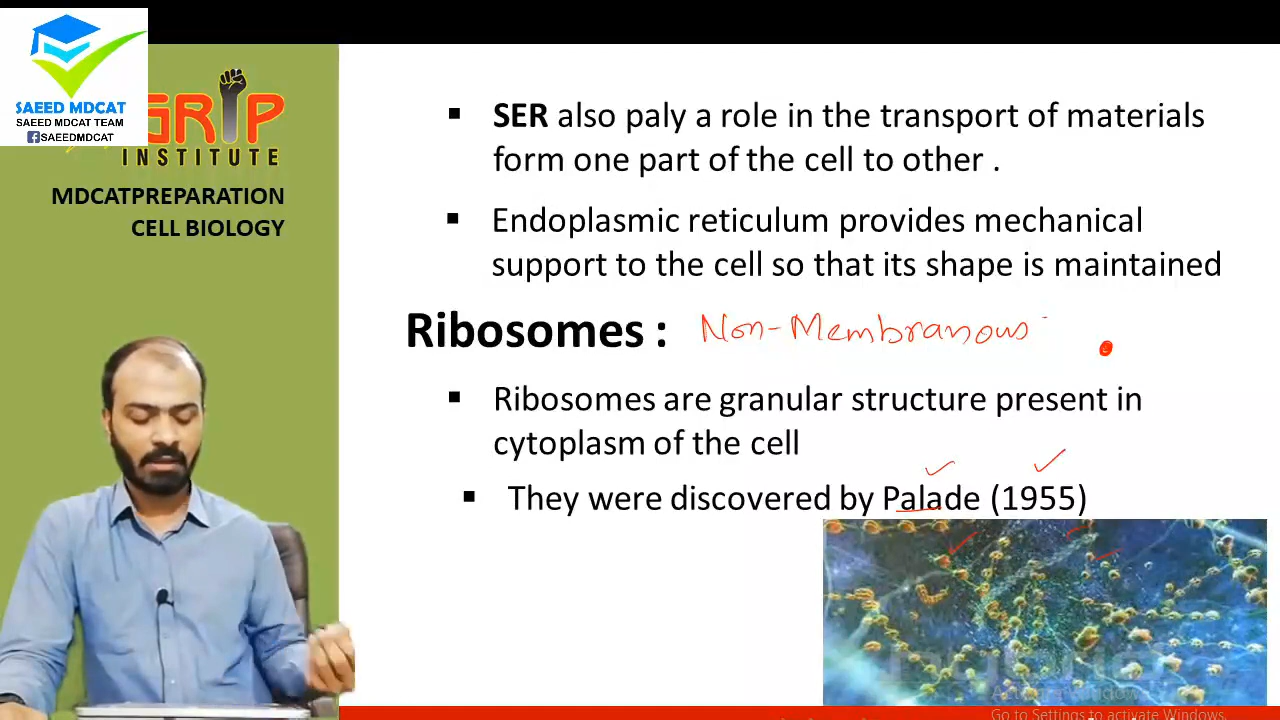 SAEED MDCAT
SAEED MDCAT TEAM
SAEEDMDCAT
GRIP
INSTITUTE
MDCATPREPARATION
CELL BIOLOGY
▪ SER also paly a role in the transport of materials
form one part of the cell to other .
▪ Endoplasmic reticulum provides mechanical
support to the cell so that its shape is maintained
Ribosomes : Non-Membranous
▪ Ribosomes are granular structure present in
cytoplasm of the cell
▪ They were discovered by Palade (1955)
Activate Windows
Go to Settings to activate Windows.